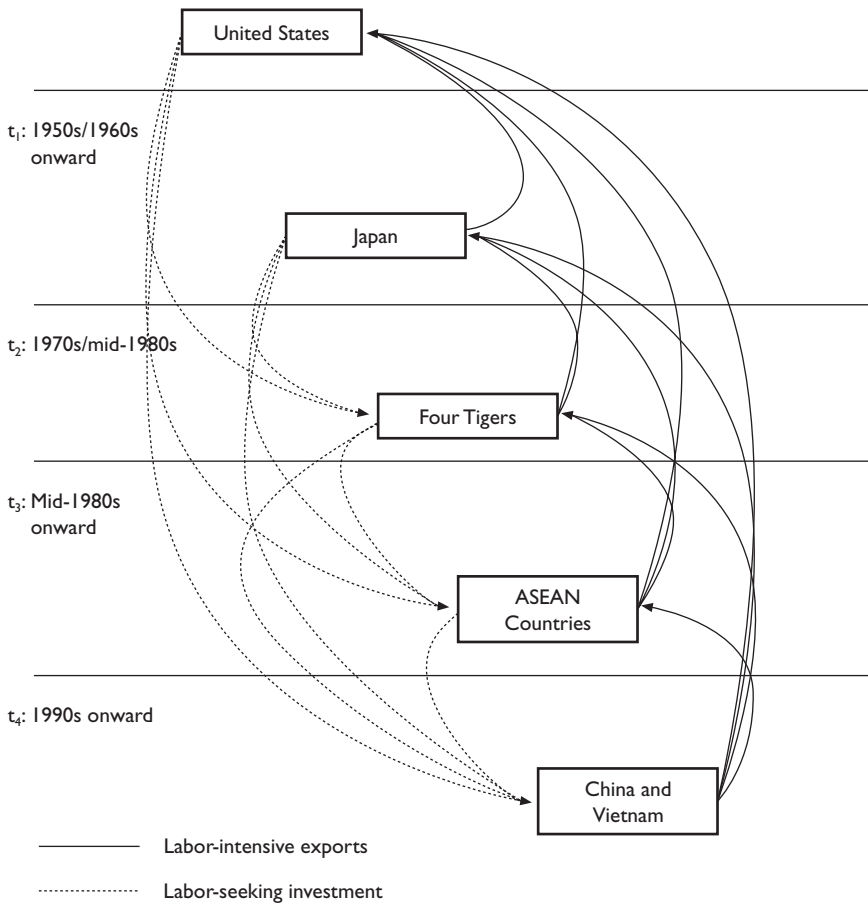 United States
t₁: 1950s/1960s
onward
Japan
t₂: 1970s/mid-1980s
Four Tigers
t₃: Mid-1980s
onward
ASEAN
Countries
t₄: 1990s onward
China and
Vietnam
Labor-intensive exports
Labor-seeking investment